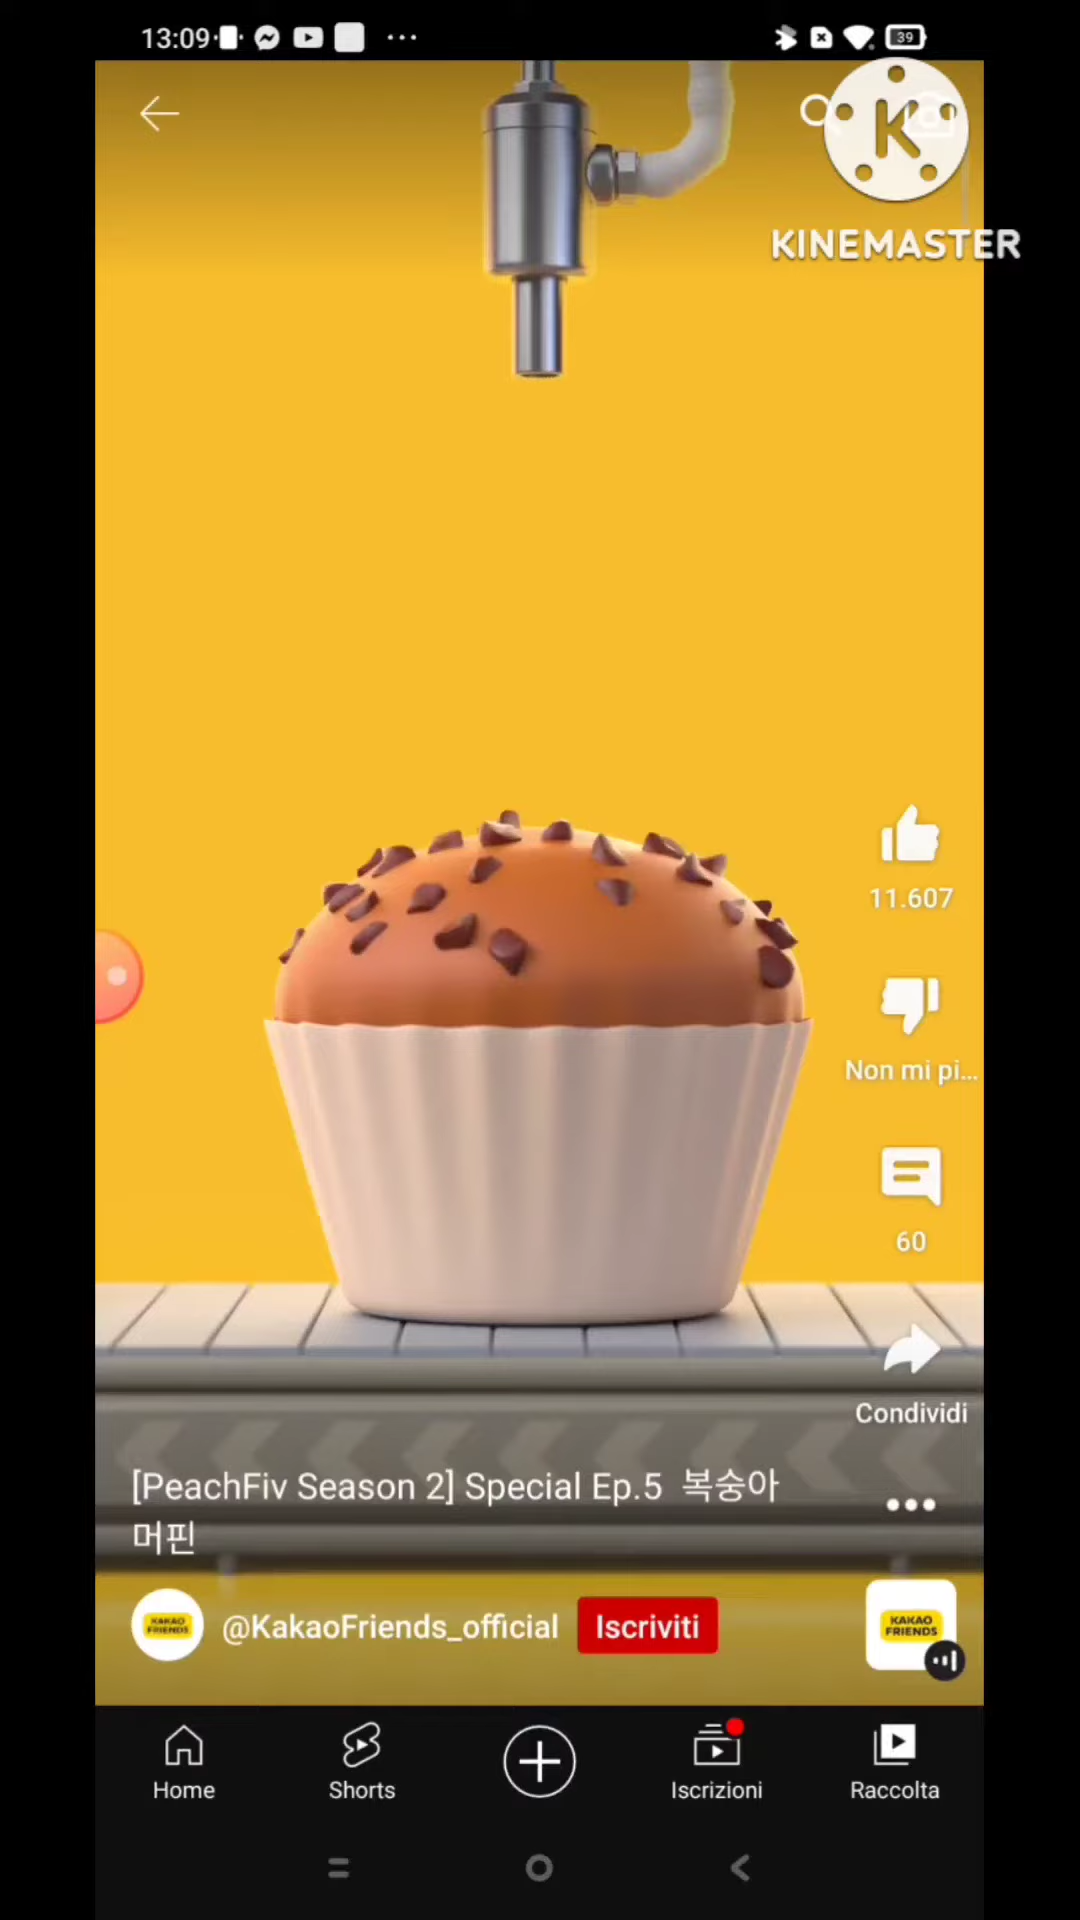 13:09
39
K
KINEMASTER
11.607
Non mi pi...
60
Condividi
[PeachFiv Season 2] Special Ep.5 복숭아
머핀
KAKAO
FRIENDS
@KakaoFriends_official
Iscriviti
KAKAO
FRIENDS
Home
Shorts
Iscrizioni
Raccolta